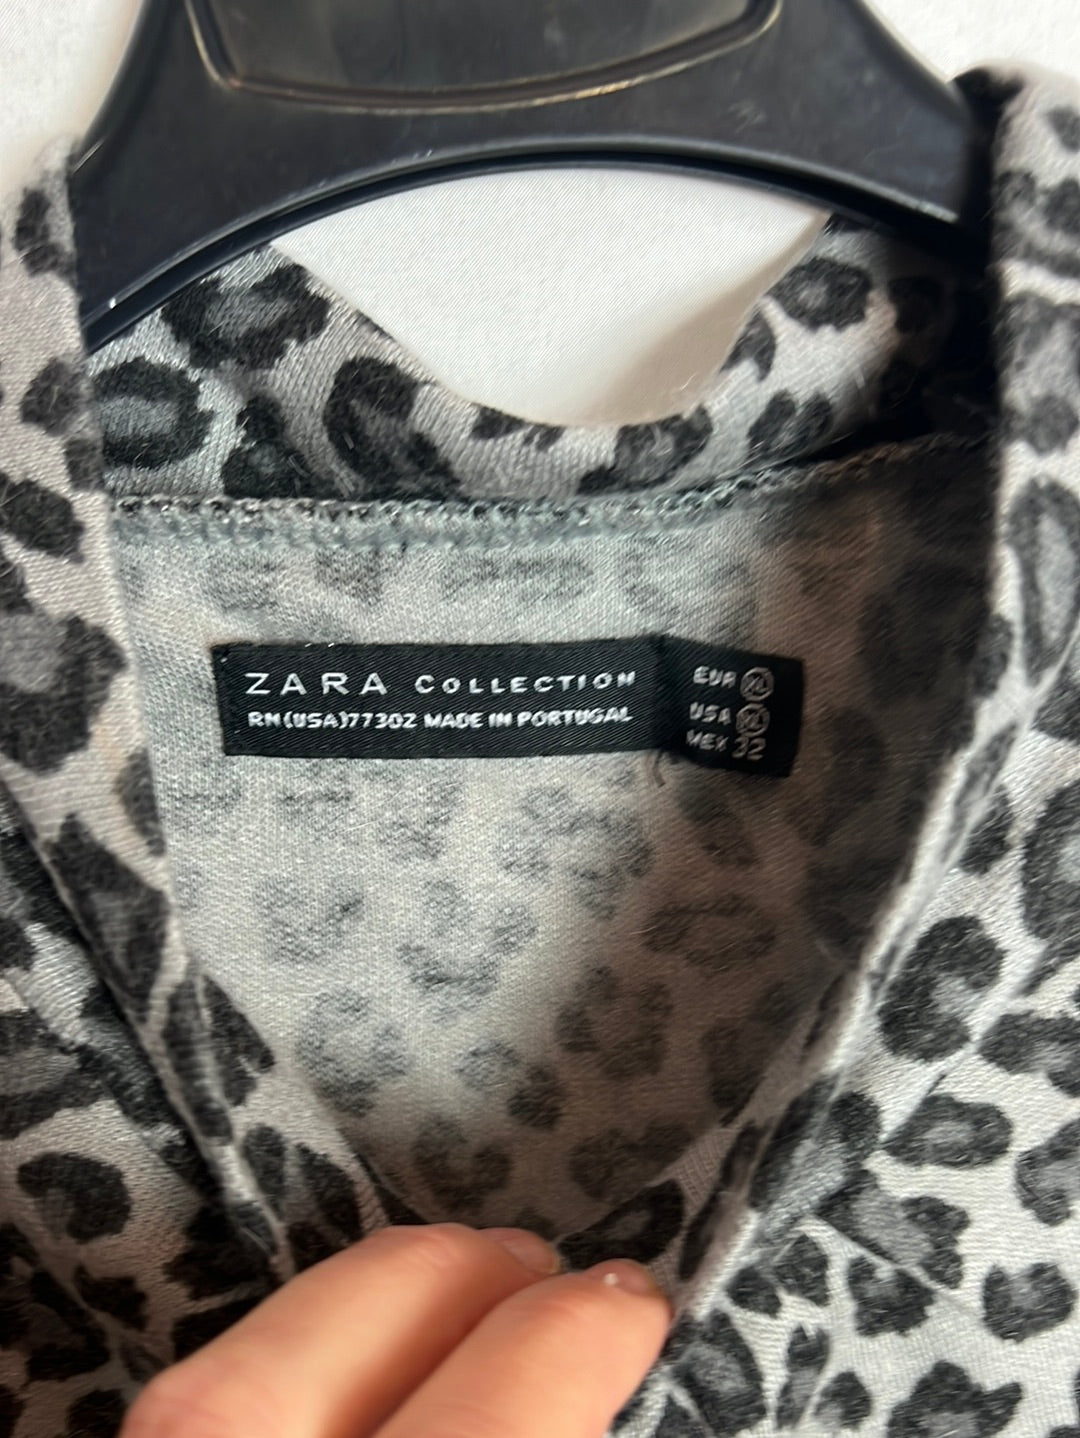 ZARA COLLECTION
RN(USA)77302 MADE IN PORTUGAL
EUR XL
USA XL
MEX 32